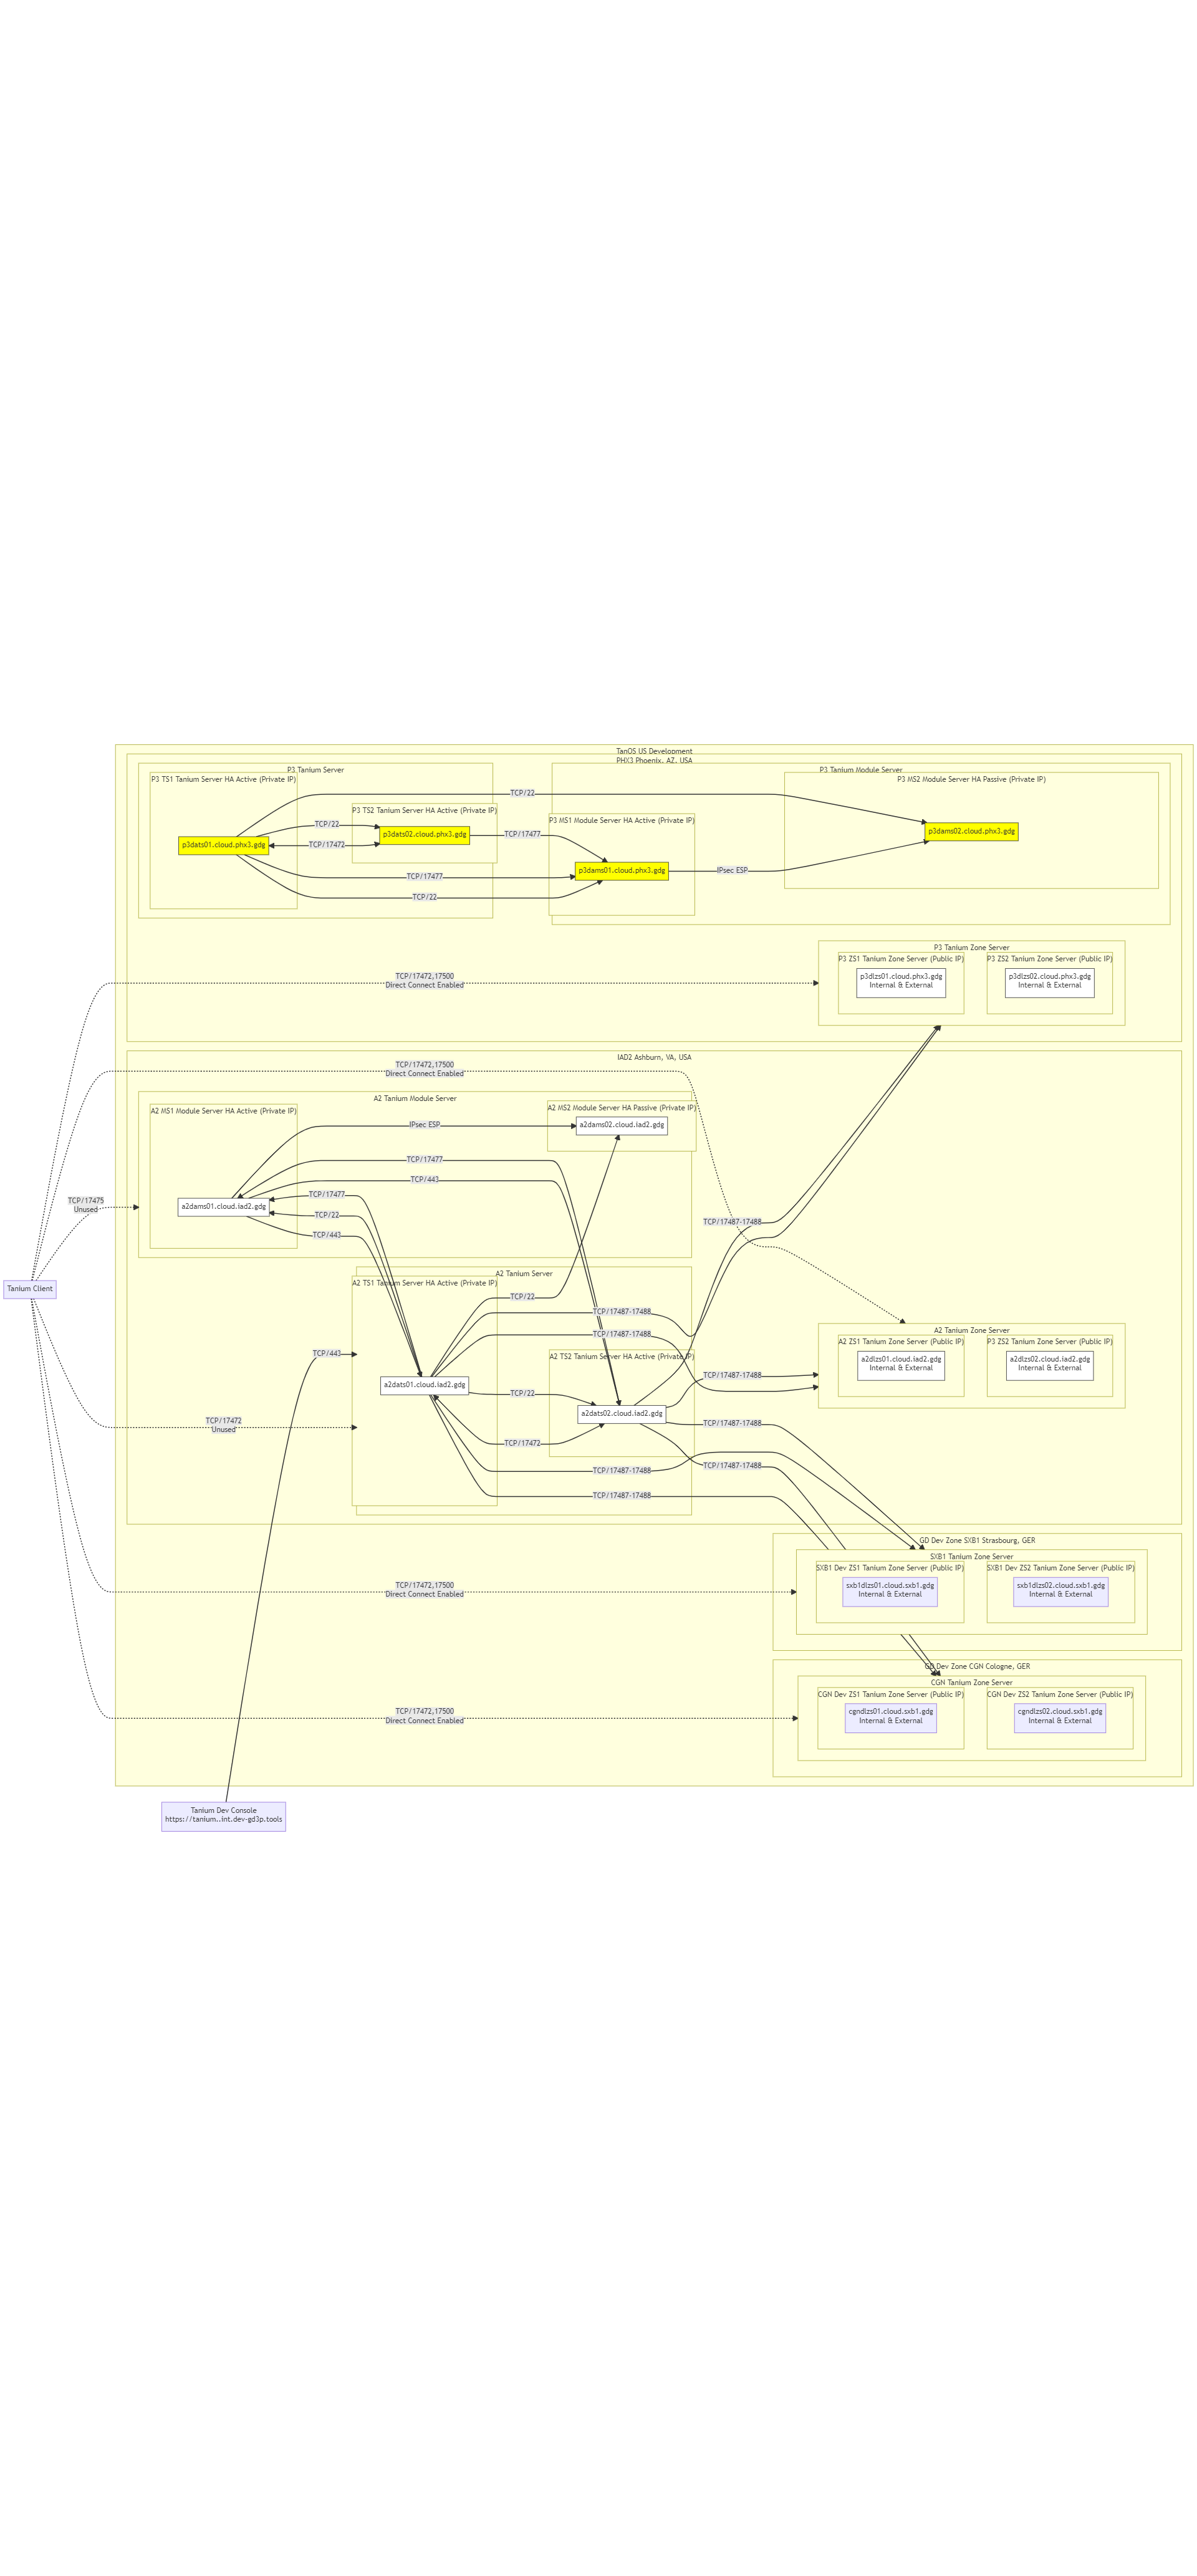 TanOS US Development
PHX3 Phoenix, AZ, USA
P3 Tanium Server
P3 Tanium Module Server
P3 TS1 Tanium Server HA Active (Private IP)
P3 MS2 Module Server HA Passive (Private IP)
TCP/22
P3 TS2 Tanium Server HA Active (Private IP)
P3 MS1 Module Server HA Active (Private IP)
TCP/22
p3dats02.cloud.phx3.gdg
TCP/17477
p3dams02.cloud.phx3.gdg
p3dats01.cloud.phx3.gdg
TCP/17472
p3dams01.cloud.phx3.gdg
IPsec ESP
TCP/17477
TCP/22
P3 Tanium Zone Server
P3 ZS1 Tanium Zone Server (Public IP)
P3 ZS2 Tanium Zone Server (Public IP)
TCP/17472,17500
Direct Connect Enabled
p3dlzs01.cloud.phx3.gdg
Internal & External
p3dlzs02.cloud.phx3.gdg
Internal & External
IAD2 Ashburn, VA, USA
TCP/17472,17500
Direct Connect Enabled
A2 Tanium Module Server
A2 MS1 Module Server HA Active (Private IP)
A2 MS2 Module Server HA Passive (Private IP)
IPsec ESP
a2dams02.cloud.iad2.gdg
TCP/17477
TCP/443
TCP/17477
TCP/17475
Unused
a2dams01.cloud.iad2.gdg
TCP/22
TCP/17487-17488
TCP/443
A2 Tanium Server
A2 TS1 Tanium Server HA Active (Private IP)
Tanium Client
TCP/22
TCP/17487-17488
A2 Tanium Zone Server
TCP/17487-17488
A2 ZS1 Tanium Zone Server (Public IP)
P3 ZS2 Tanium Zone Server (Public IP)
TCP/443
A2 TS2 Tanium Server HA Active (Private IP)
a2dlzs01.cloud.iad2.gdg
Internal & External
a2dlzs02.cloud.iad2.gdg
Internal & External
TCP/17487-17488
a2dats01.cloud.iad2.gdg
TCP/22
a2dats02.cloud.iad2.gdg
TCP/17472
Unused
TCP/17487-17488
TCP/17472
TCP/17487-17488
TCP/17487-17488
TCP/17487-17488
GD Dev Zone SXB1 Strasbourg, GER
SXB1 Tanium Zone Server
SXB1 Dev ZS1 Tanium Zone Server (Public IP)
SXB1 Dev ZS2 Tanium Zone Server (Public IP)
TCP/17472,17500
Direct Connect Enabled
sxb1dlzs01.cloud.sxb1.gdg
Internal & External
sxb1dlzs02.cloud.sxb1.gdg
Internal & External
GD Dev Zone CGN Cologne, GER
CGN Tanium Zone Server
CGN Dev ZS1 Tanium Zone Server (Public IP)
CGN Dev ZS2 Tanium Zone Server (Public IP)
TCP/17472,17500
Direct Connect Enabled
cgndlzs01.cloud.sxb1.gdg
Internal & External
cgndlzs02.cloud.sxb1.gdg
Internal & External
Tanium Dev Console
https://tanium..int.dev-gd3p.tools